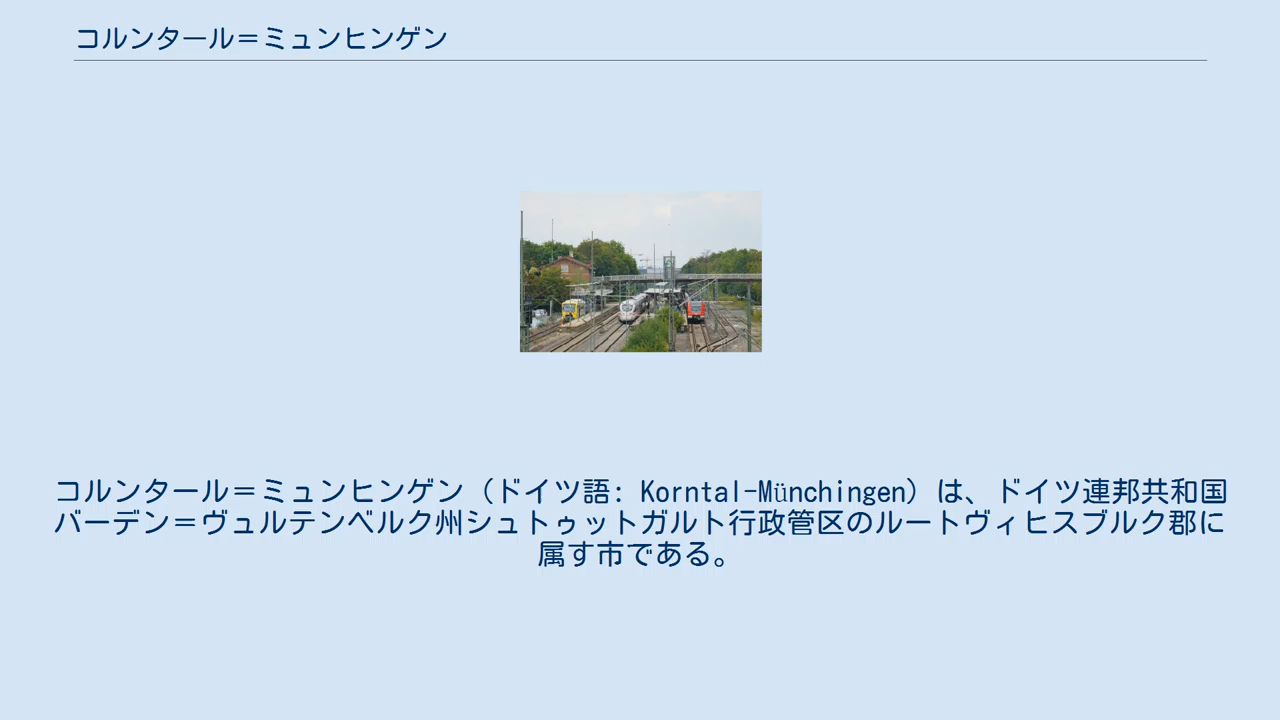 コルンタール＝ミュンヒンゲン
コルンタール＝ミュンヒンゲン（ドイツ語: Korntal-Münchingen）は、ドイツ連邦共和国
バーデン＝ヴュルテンベルク州シュトゥットガルト行政管区のルートヴィヒスブルク郡に
属す市である。